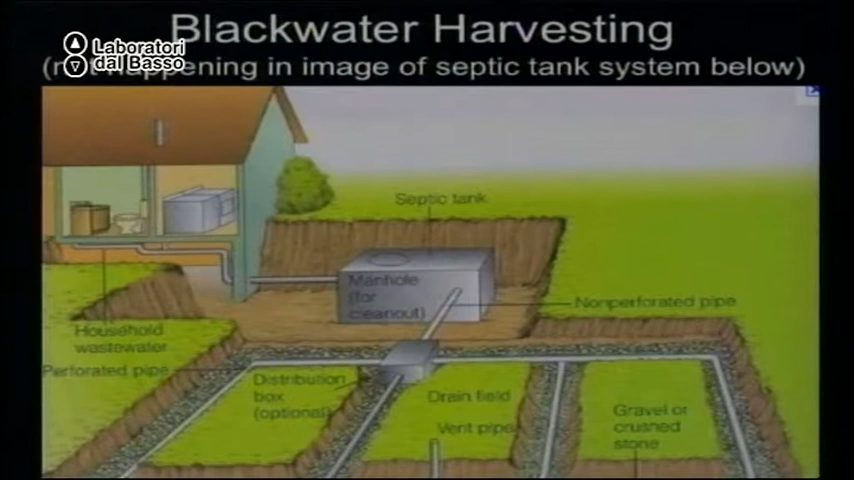 Blackwater Harvesting
Laboratori
dal Basso
(not happening in image of septic tank system below)
Septic tank
Manhole
(for
cleanout)
Nonperforated pipe
Household
wastewater
Perforated pipe
Distribution
box
(optional)
Drain field
Vent pipe
Gravel or
crushed
stone